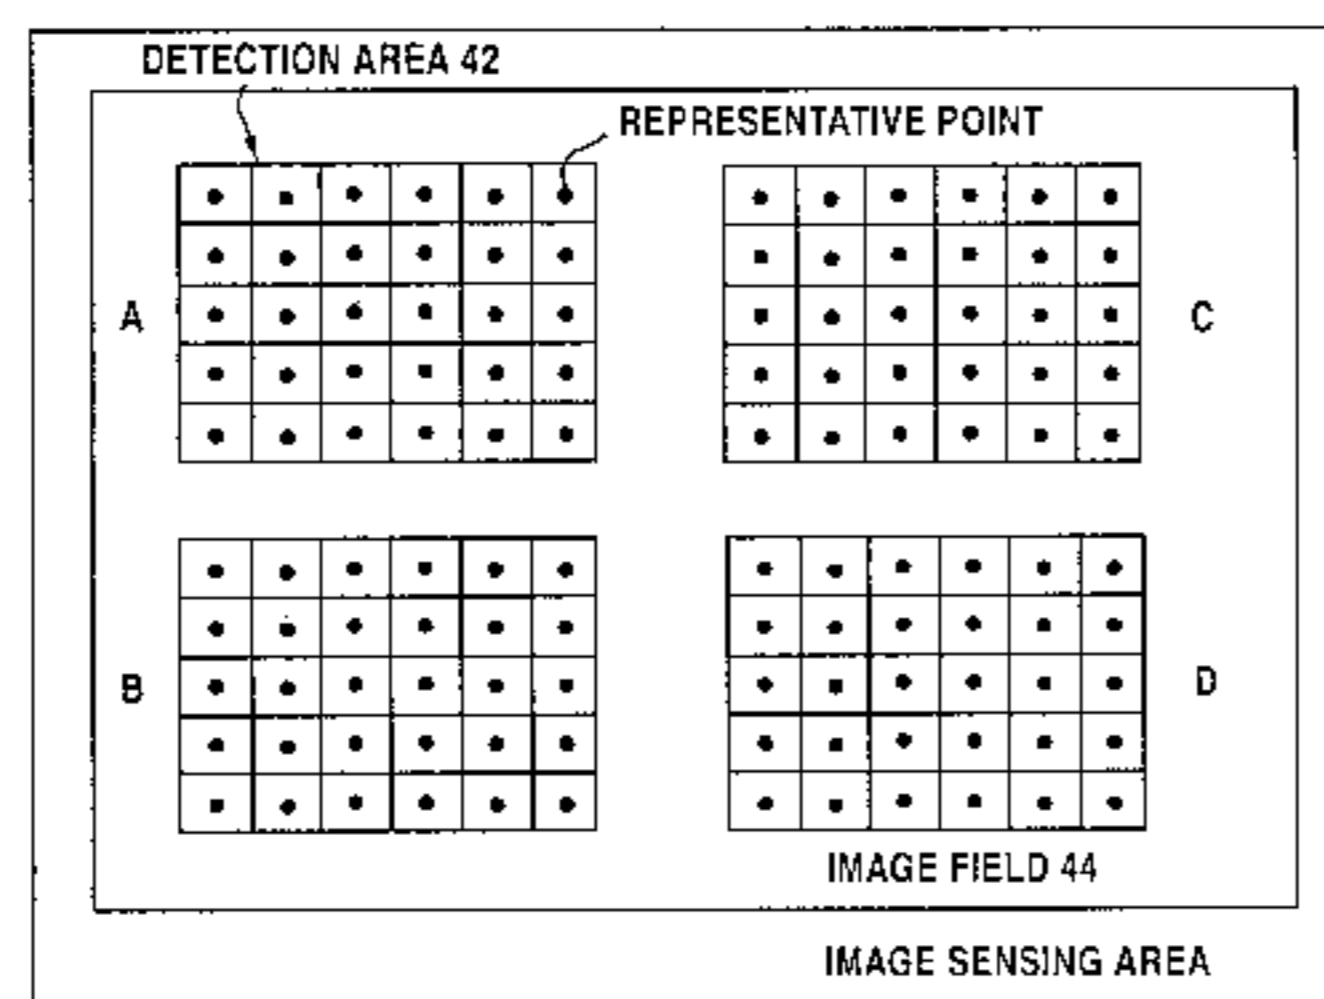 DETECTION AREA 42
REPRESENTATIVE POINT
A
C
B
D
IMAGE FIELD 44
IMAGE SENSING AREA